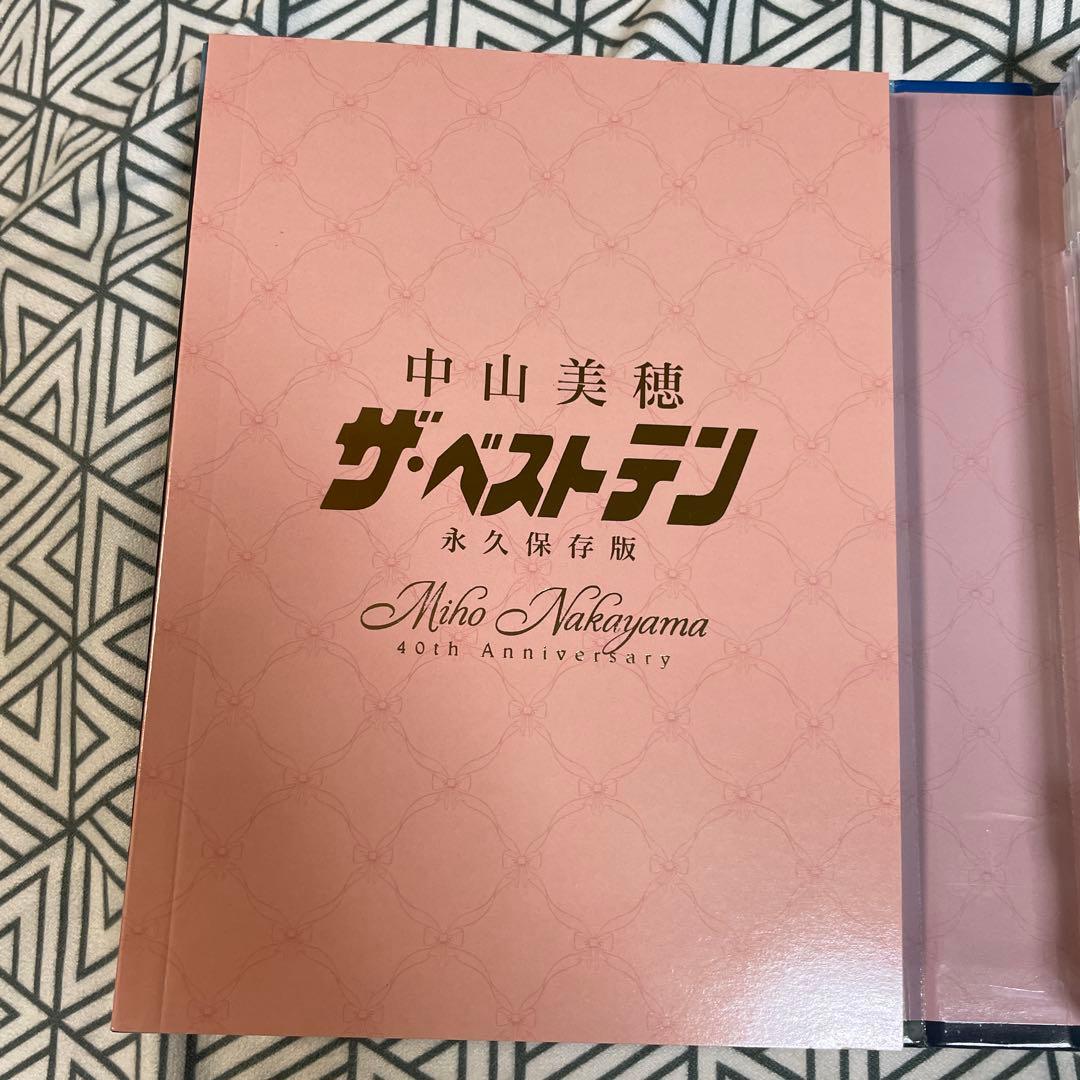 中山美穂
ザ・ベストテン
永久保存版
Miho Nakayama
40th Anniversary